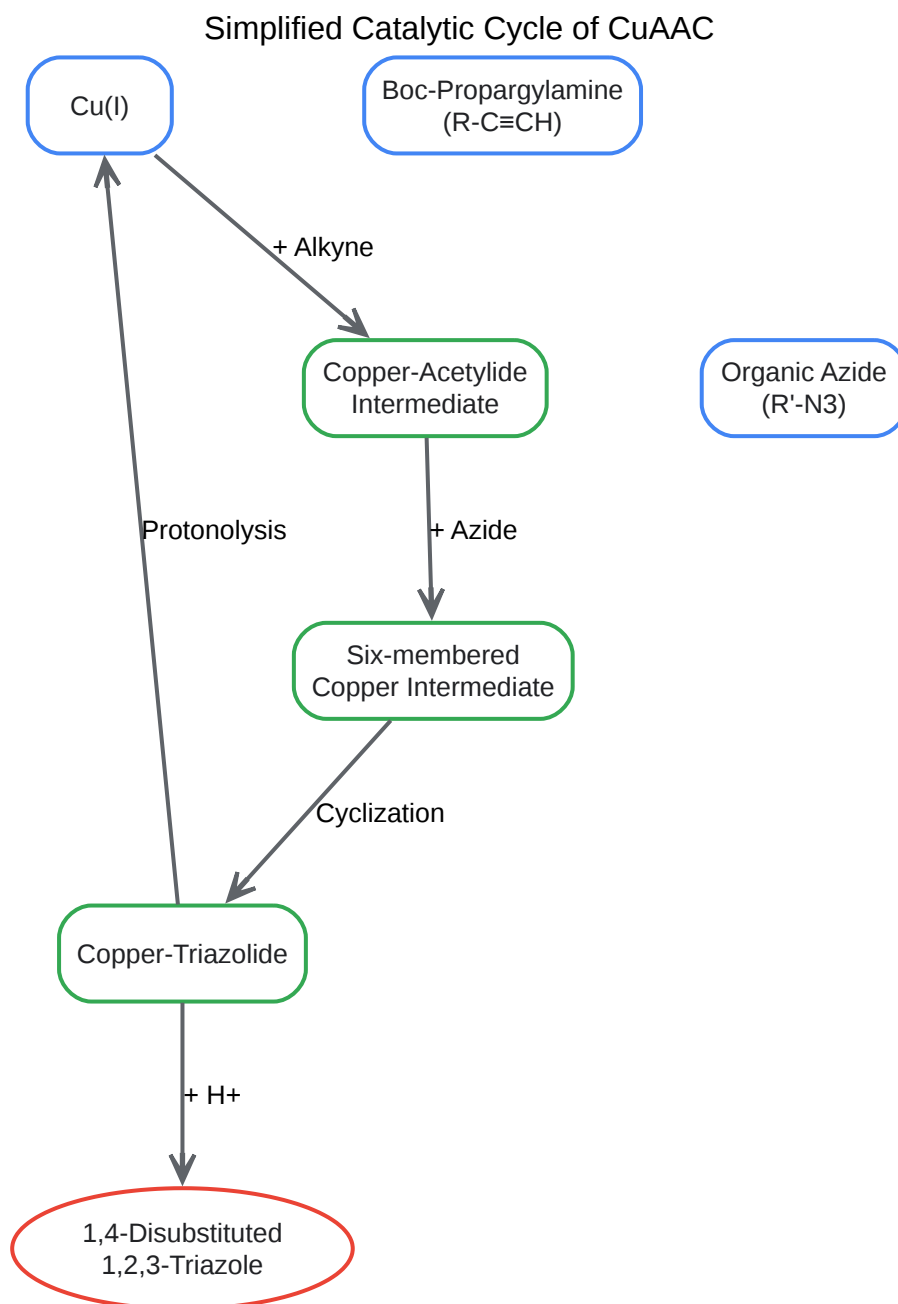 Simplified Catalytic Cycle of CuAAC
Cu(I)
Boc-Propargylamine
(R-C≡CH)
+ Alkyne
Copper-Acetylide
Intermediate
Organic Azide
(R'-N3)
Protonolysis
+ Azide
Six-membered
Copper Intermediate
Cyclization
Copper-Triazolide
+ H+
1,4-Disubstituted
1,2,3-Triazole